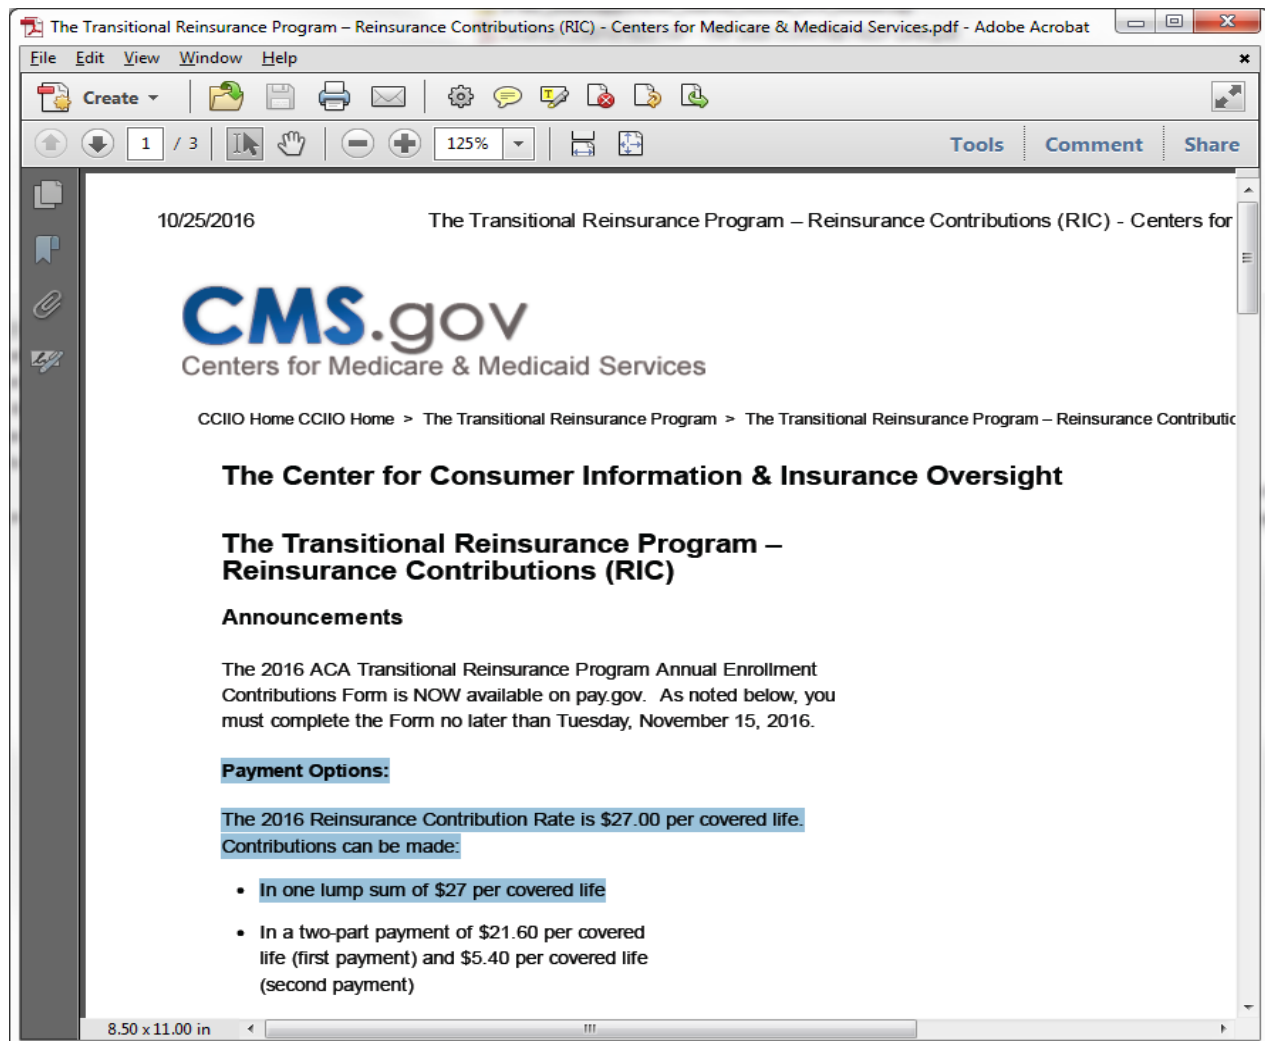 The Transitional Reinsurance Program – Reinsurance Contributions (RIC) - Centers for Medicare & Medicaid Services.pdf - Adobe Acrobat
File Edit View Window Help
Create
1 / 3 125% Tools Comment Share
10/25/2016 The Transitional Reinsurance Program – Reinsurance Contributions (RIC) - Centers for
CMS.gov
Centers for Medicare & Medicaid Services
CCIIO Home CCIIO Home > The Transitional Reinsurance Program > The Transitional Reinsurance Program – Reinsurance Contributic
The Center for Consumer Information & Insurance Oversight
The Transitional Reinsurance Program –
Reinsurance Contributions (RIC)
Announcements
The 2016 ACA Transitional Reinsurance Program Annual Enrollment
Contributions Form is NOW available on pay.gov. As noted below, you
must complete the Form no later than Tuesday, November 15, 2016.
Payment Options:
The 2016 Reinsurance Contribution Rate is $27.00 per covered life.
Contributions can be made:
• In one lump sum of $27 per covered life
• In a two-part payment of $21.60 per covered
life (first payment) and $5.40 per covered life
(second payment)
8.50 x 11.00 in